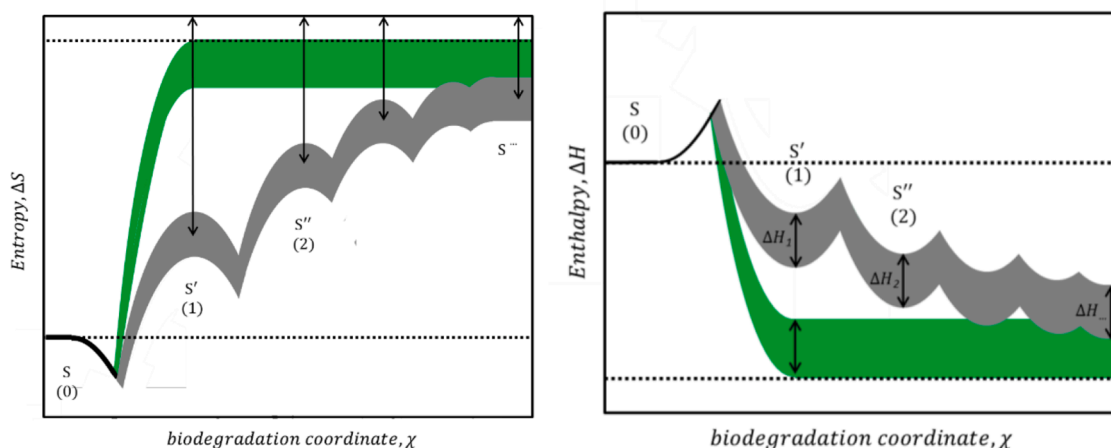 Entropy, ΔS
S
(0)
S′
(1)
S″
(2)
S…
biodegradation coordinate, χ
Enthalpy, ΔH
S
(0)
S′
(1)
S″
(2)
ΔH₁
ΔH₂
ΔH…
biodegradation coordinate, χ